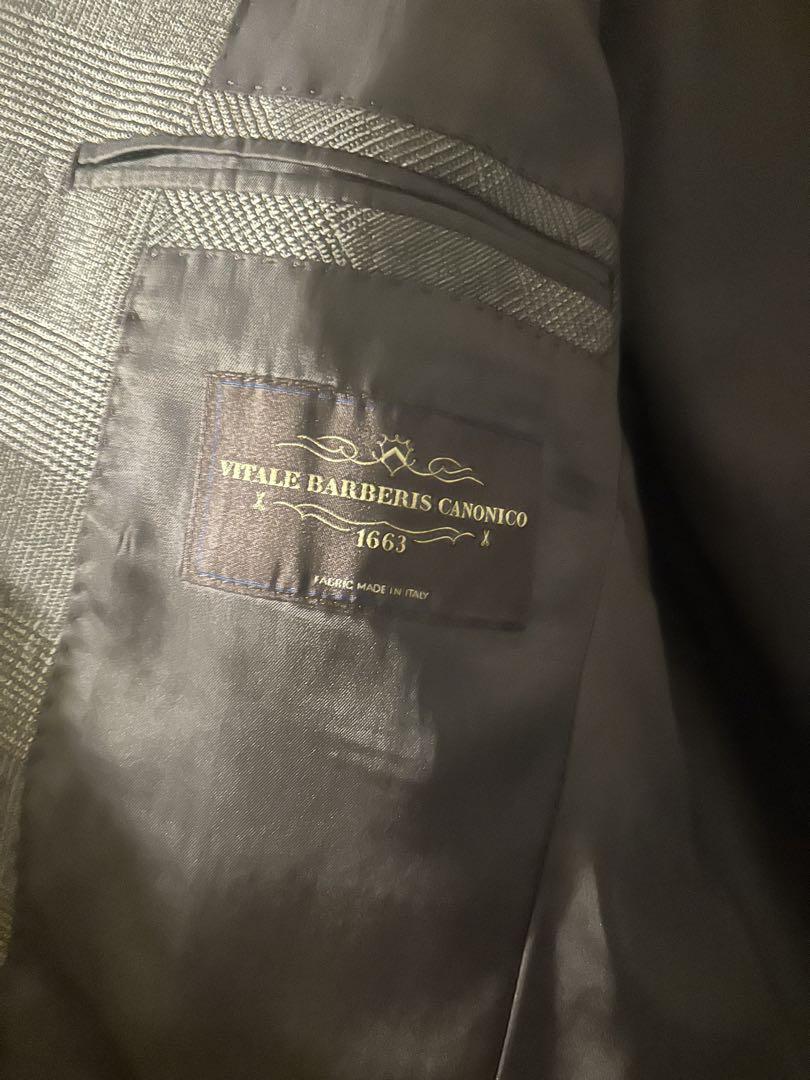 VITALE BARBERIS CANONICO
1663
FABRIC MADE IN ITALY